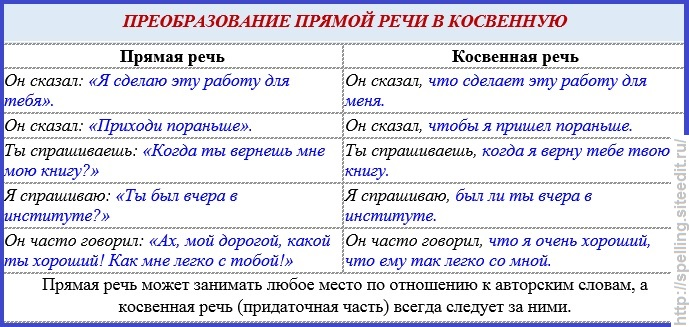 ПРЕОБРАЗОВАНИЕ ПРЯМОЙ РЕЧИ В КОСВЕННУЮ
Прямая речь
Косвенная речь
Он сказал: «Я сделаю эту работу для
тебя».
Он сказал, что сделает эту работу для
меня.
Он сказал: «Приходи пораньше».
Он сказал, чтобы я пришел пораньше.
Ты спрашиваешь: «Когда ты вернешь мне
мою книгу?»
Ты спрашиваешь, когда я верну тебе твою
книгу.
Я спрашиваю: «Ты был вчера в
институте?»
Я спрашиваю, был ли ты вчера в
институте.
Он часто говорил: «Ах, мой дорогой, какой
ты хороший! Как мне легко с тобой!»
Он часто говорил, что я очень хороший,
что ему так легко со мной.
Прямая речь может занимать любое место по отношению к авторским словам, а
косвенная речь (придаточная часть) всегда следует за ними.
http://spelling.siteedit.ru/